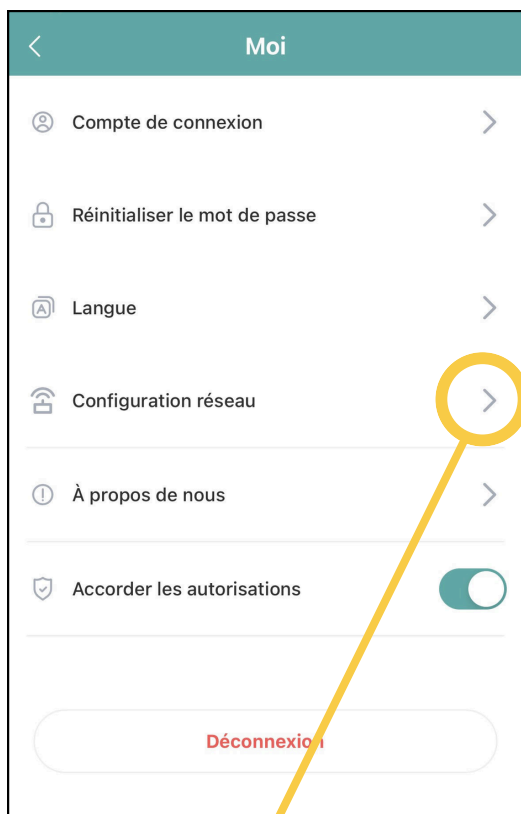 Moi
Compte de connexion
Réinitialiser le mot de passe
Langue
Configuration réseau
À propos de nous
Accorder les autorisations
Déconnexion